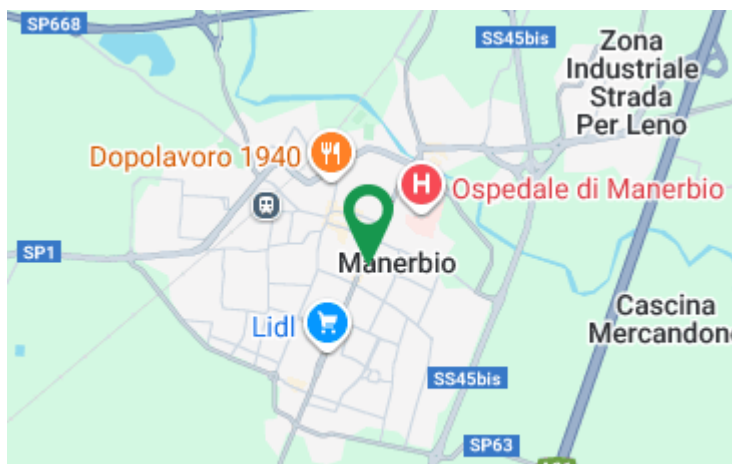 SP668
SS45bis
Zona
Industriale
Strada
Per Leno
Dopolavoro 1940
H
Ospedale di Manerbio
SP1
Manerbio
Lidl
Cascina
Mercandone
SS45bis
SP63